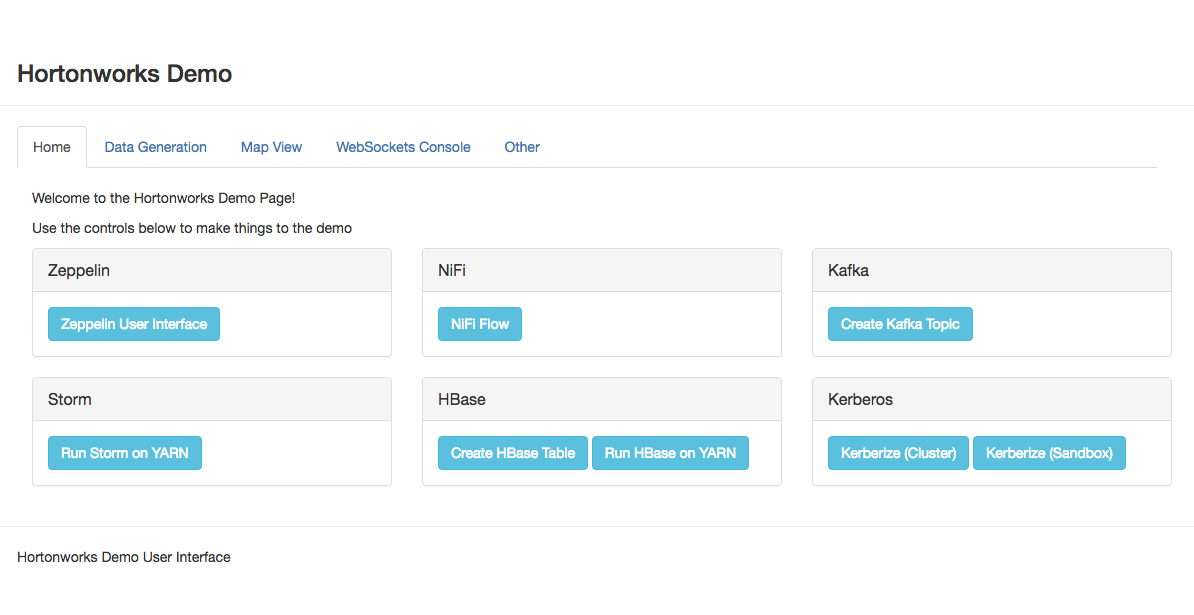 Hortonworks Demo
Home Data Generation Map View WebSockets Console Other
Welcome to the Hortonworks Demo Page!
Use the controls below to make things to the demo
Zeppelin NiFi Kafka
Zeppelin User Interface NiFI Flow Create Kafka Topic
Storm HBase Kerberos
Run Storm on YARN Create HBase Table Run HBase on YARN Kerberize (Cluster) Kerberize (Sandbox)
Hortonworks Demo User Interface